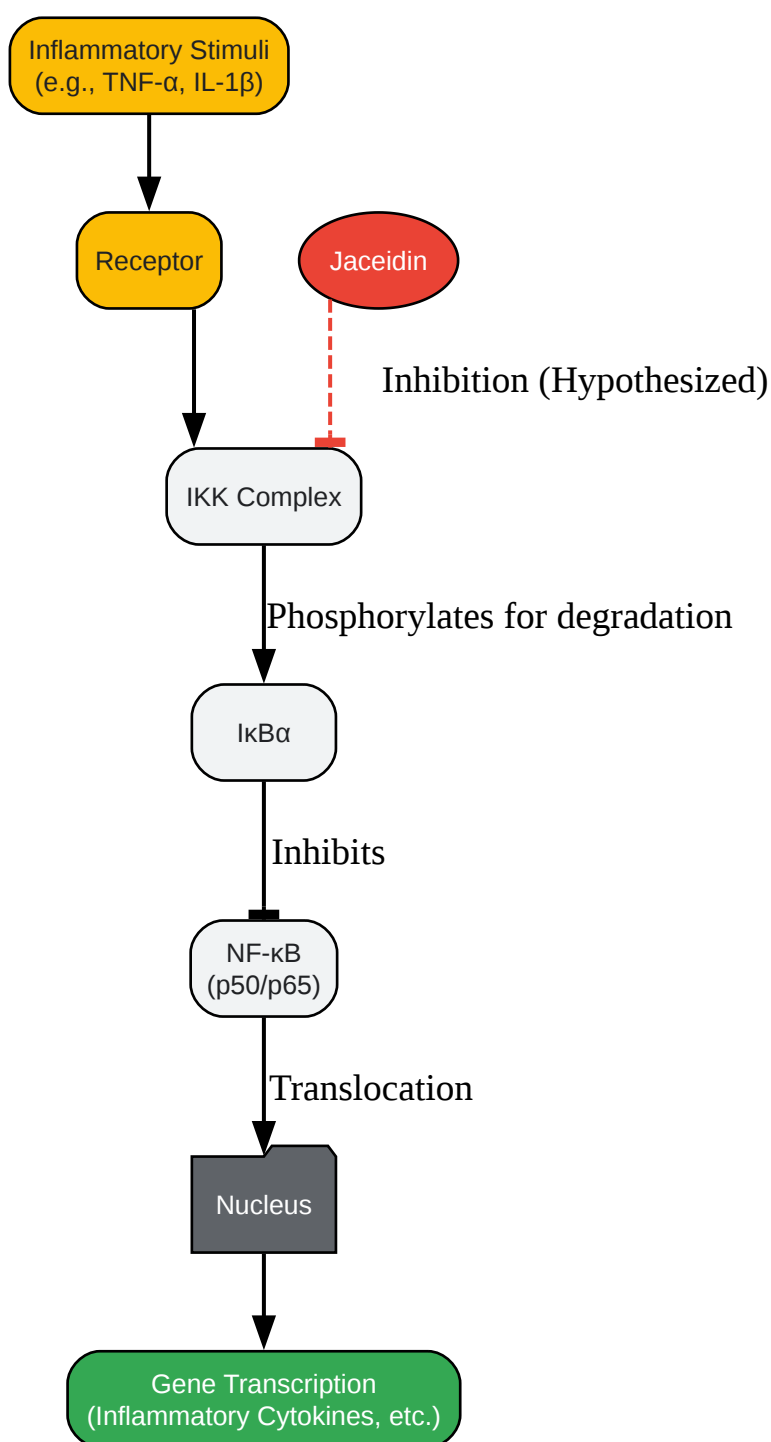 Inflammatory Stimuli
(e.g., TNF-α, IL-1β)
Receptor
Jaceidin
Inhibition (Hypothesized)
IKK Complex
Phosphorylates for degradation
IκBα
Inhibits
NF-κB
(p50/p65)
Translocation
Nucleus
Gene Transcription
(Inflammatory Cytokines, etc.)